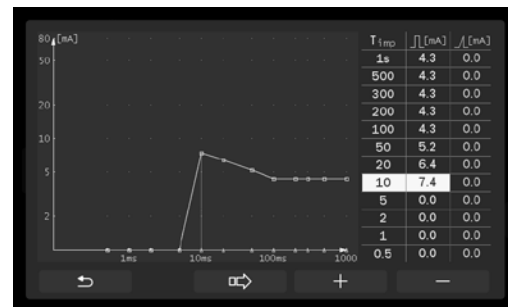 80 [mA]
50
20
10
5
2
1ms 10ms 100ms 1000
Timp [mA] [mA]
1s 4.3 0.0
500 4.3 0.0
300 4.3 0.0
200 4.3 0.0
100 4.3 0.0
50 5.2 0.0
20 6.4 0.0
10 7.4 0.0
5 0.0 0.0
2 0.0 0.0
1 0.0 0.0
0.5 0.0 0.0
+ −